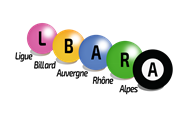 L B A R A
Ligue
Billard
Auvergne
Rhône
Alpes